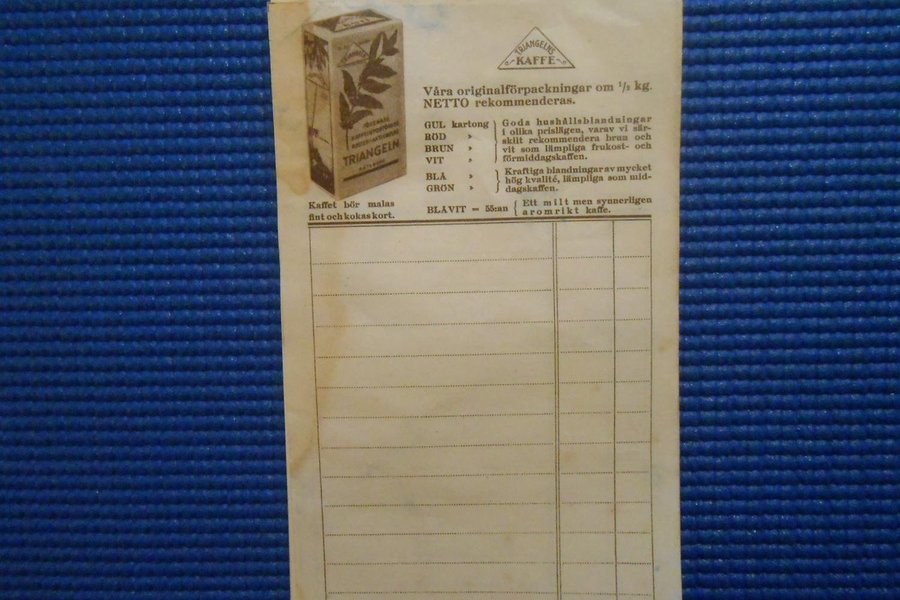 TRIANGELNS
KAFFE
Våra originalförpackningar om 1/2 kg.
NETTO rekommenderas.
GUL kartong
RÖD »
BRUN »
VIT »
Goda hushållsblandningar
i olika prislägen, varav vi sär-
skilt rekommendera brun och
vit som lämpliga frukost- och
förmiddagskaffen.
BLÅ »
GRÖN »
Kraftiga blandningar av mycket
hög kvalité, lämpliga som mid-
dagskaffen.
BLÅVIT = 55:an
Ett milt men synnerligen
aromrikt kaffe.
TRIANGELN
Kaffet bör malas
fint och kokas kort.